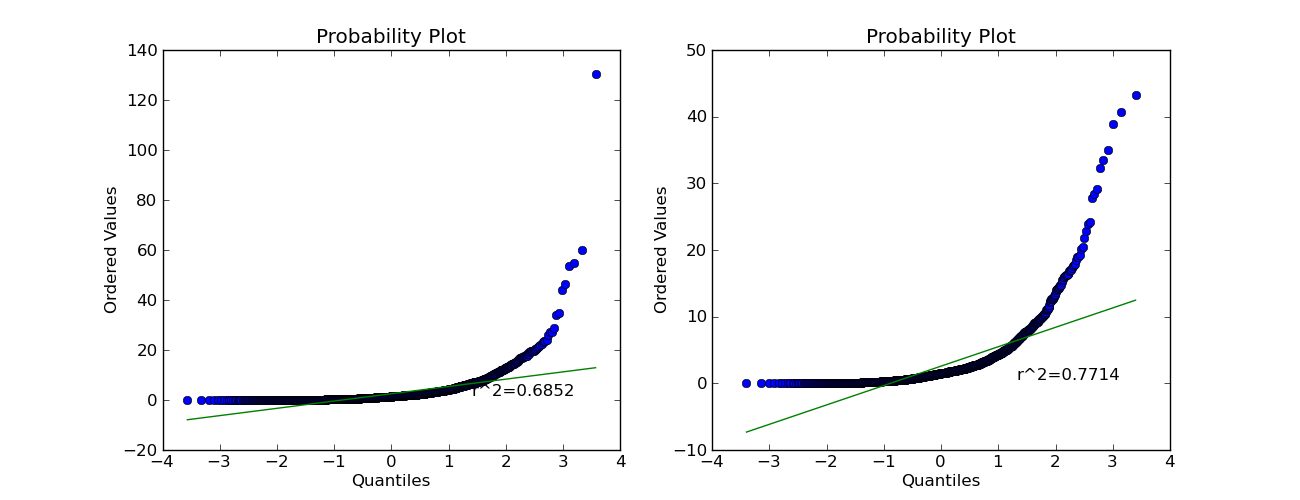 Probability Plot
140
120
100
80
60
40
20
0
−20
Ordered Values
r^2=0.6852
−4 −3 −2 −1 0 1 2 3 4
Quantiles
Probability Plot
50
40
30
20
10
0
−10
Ordered Values
r^2=0.7714
−4 −3 −2 −1 0 1 2 3 4
Quantiles